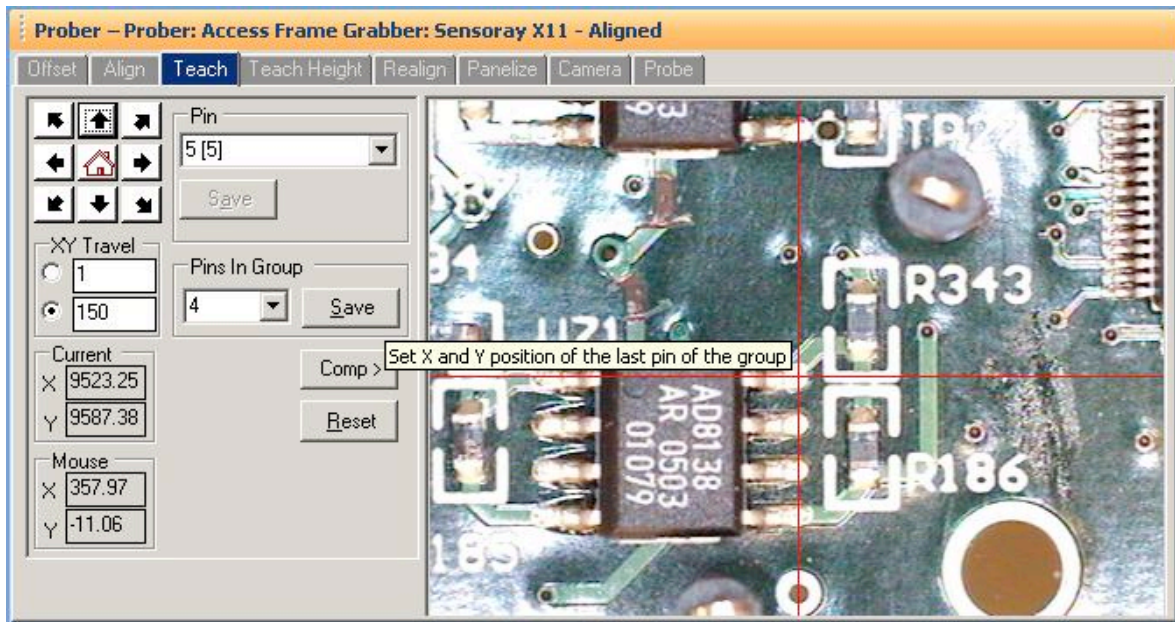 Prober – Prober: Access Frame Grabber: Sensoray X11 - Aligned
Offset Align Teach Teach Height Realign Panelize Camera Probe
Pin
5 [5]
Save
XY Travel
1
150
Pins In Group
4 Save
Set X and Y position of the last pin of the group
Current
X 9523.25
Y 9587.38
Comp >
Reset
Mouse
X 357.97
Y -11.06
R343
AD8138
AR 0503
01079
R186